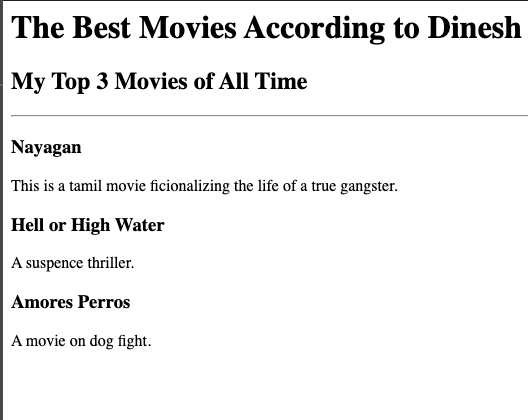 The Best Movies According to Dinesh
My Top 3 Movies of All Time
Nayagan
This is a tamil movie ficionalizing the life of a true gangster.
Hell or High Water
A suspence thriller.
Amores Perros
A movie on dog fight.